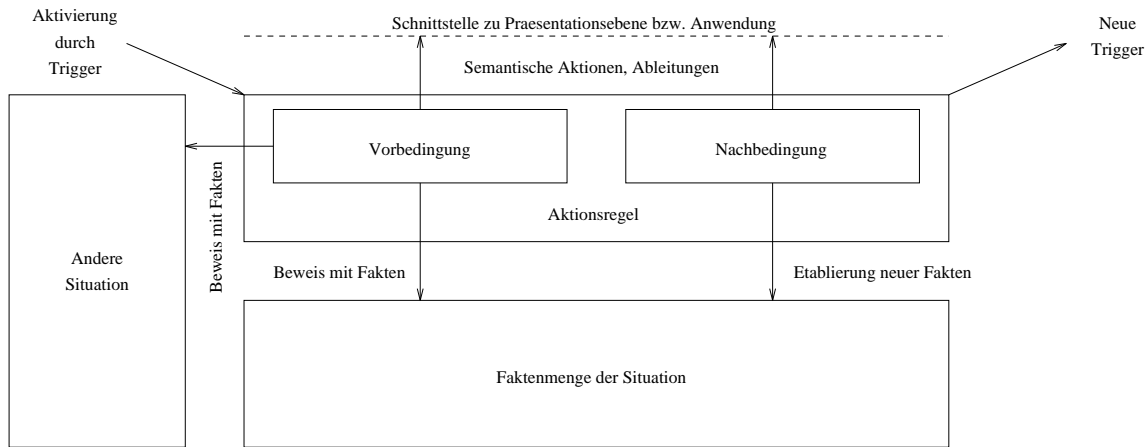 Aktivierung
durch
Trigger
Schnittstelle zu Praesentationsebene bzw. Anwendung
Neue
Trigger
Semantische Aktionen, Ableitungen
Vorbedingung
Nachbedingung
Aktionsregel
Beweis mit Fakten
Andere
Situation
Beweis mit Fakten
Etablierung neuer Fakten
Faktenmenge der Situation